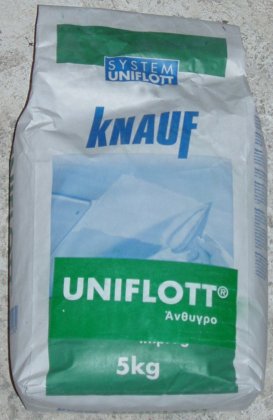 SYSTEM
UNIFLOTT
KNAUF
UNIFLOTT®
Άνθυγρο
5kg